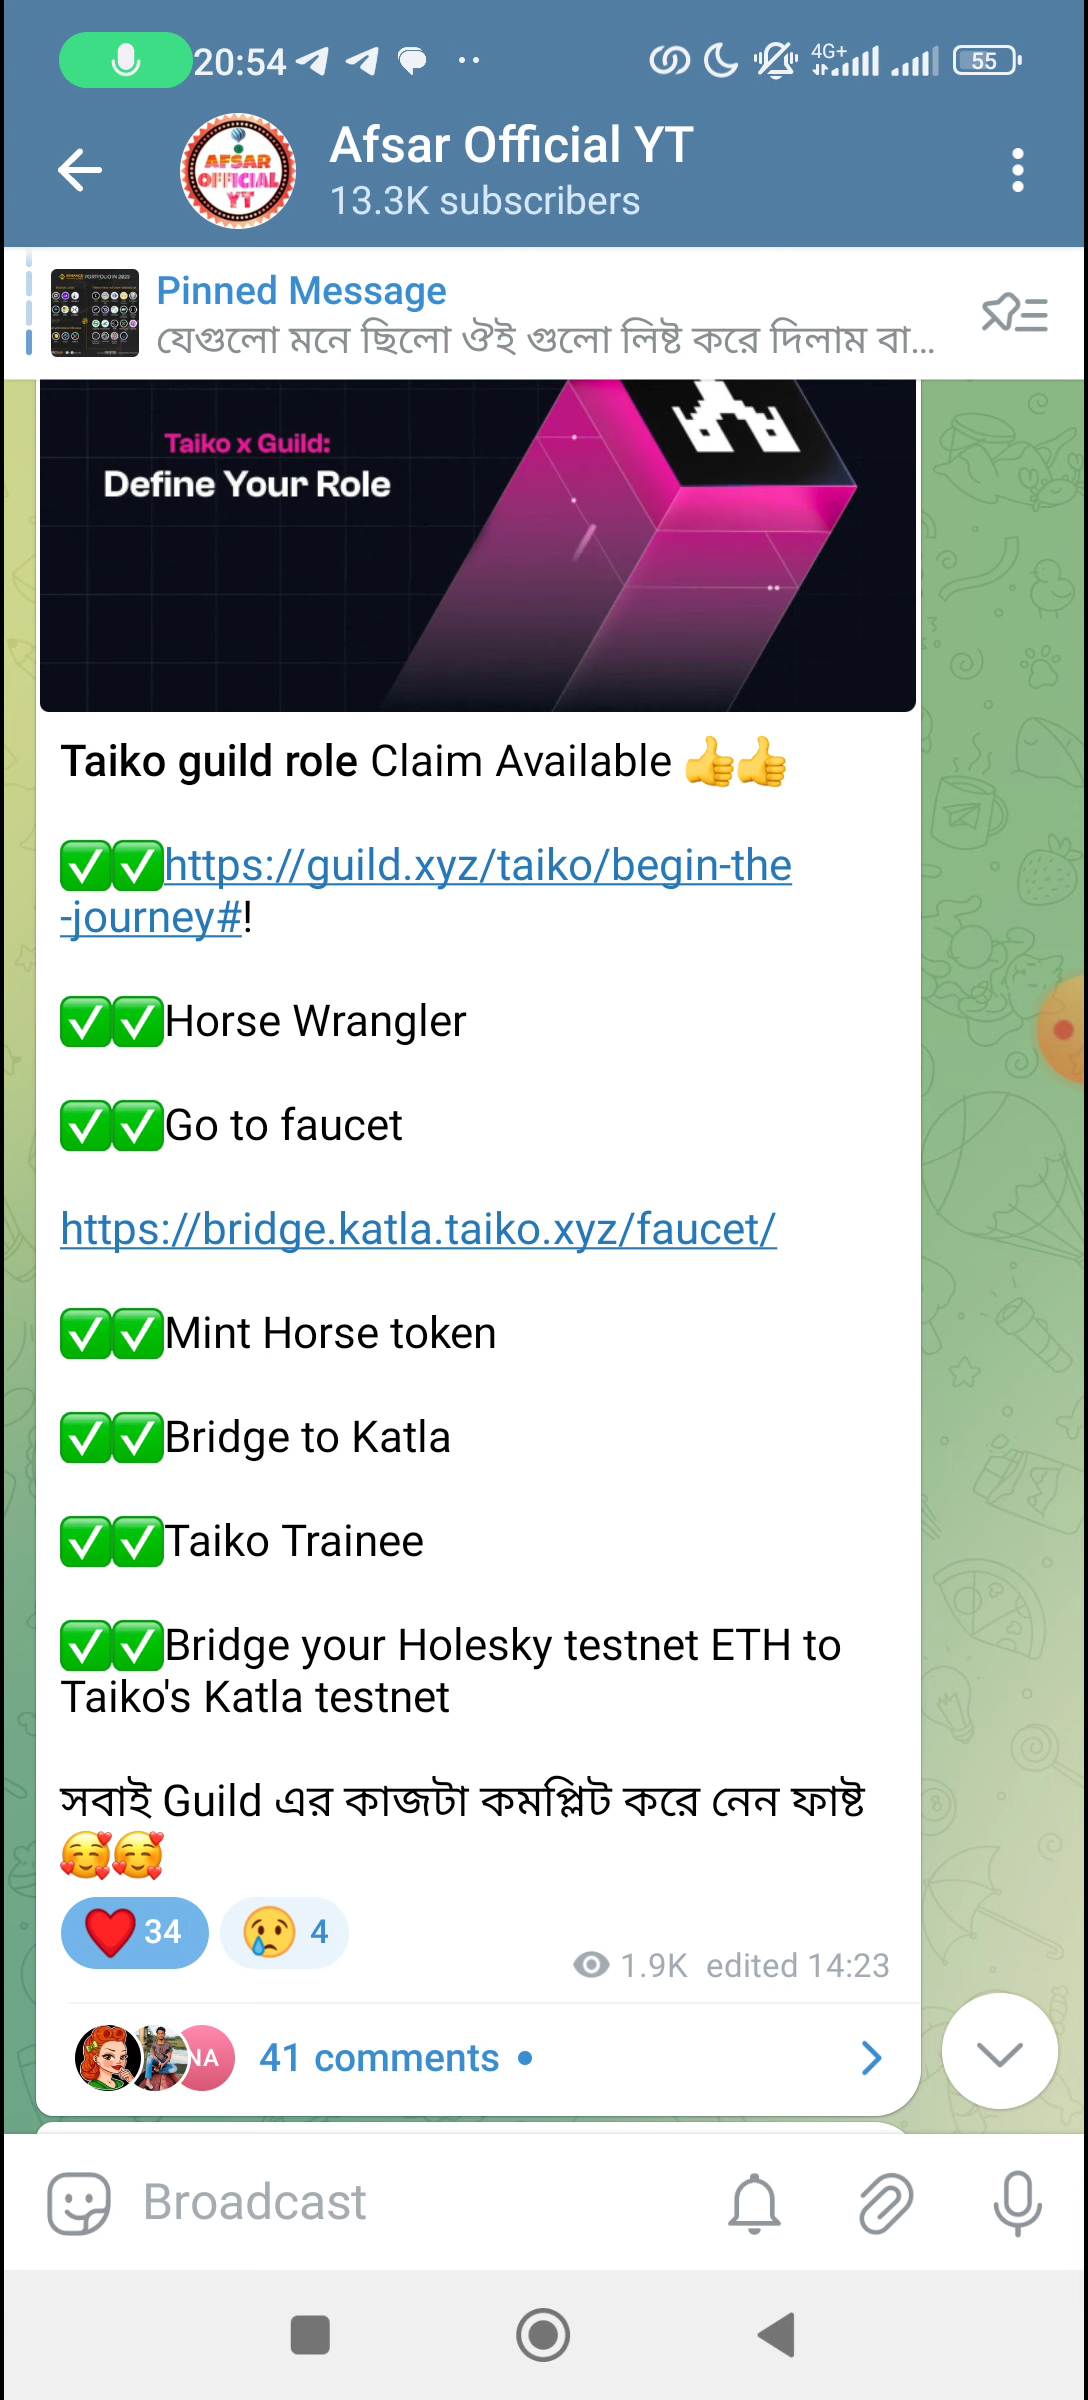 20:54
4G+
55
AFSAR
OFFICIAL
YT
Afsar Official YT
13.3K subscribers
PORTFOLIO IN 2023
Pinned Message
যেগুলো মনে ছিলো ঔই গুলো লিষ্ট করে দিলাম বা...
Taiko x Guild:
Define Your Role
Taiko guild role Claim Available 👍👍
✅✅https://guild.xyz/taiko/begin-the
-journey#!
✅✅Horse Wrangler
✅✅Go to faucet
https://bridge.katla.taiko.xyz/faucet/
✅✅Mint Horse token
✅✅Bridge to Katla
✅✅Taiko Trainee
✅✅Bridge your Holesky testnet ETH to
Taiko's Katla testnet
সবাই Guild এর কাজটা কমপ্লিট করে নেন ফাষ্ট
🥰🥰
❤️ 34 😢 4
1.9K edited 14:23
NA
41 comments
Broadcast